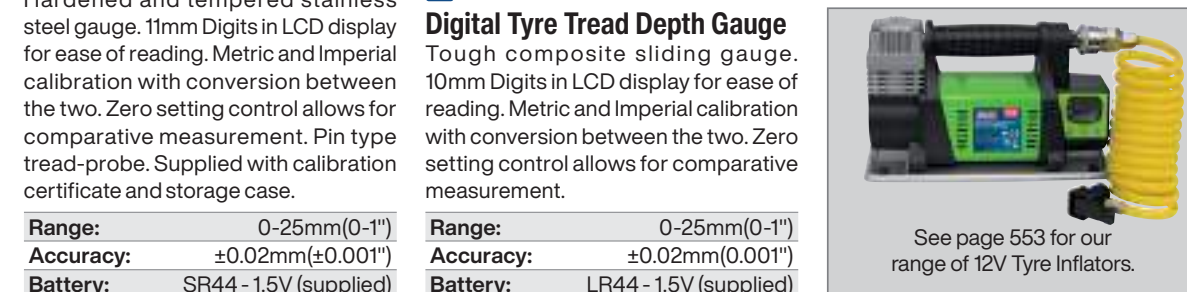 Hardened and tempered stainless
steel gauge. 11mm Digits in LCD display
for ease of reading. Metric and Imperial
calibration with conversion between
the two. Zero setting control allows for
comparative measurement. Pin type
tread-probe. Supplied with calibration
certificate and storage case.
Range: 0-25mm(0-1")
Accuracy: ±0.02mm(±0.001")
Battery: SR44 - 1.5V (supplied)
Digital Tyre Tread Depth Gauge
Tough composite sliding gauge.
10mm Digits in LCD display for ease of
reading. Metric and Imperial calibration
with conversion between the two. Zero
setting control allows for comparative
measurement.
Range: 0-25mm(0-1")
Accuracy: ±0.02mm(0.001")
Battery: LR44 - 1.5V (supplied)
See page 553 for our
range of 12V Tyre Inflators.